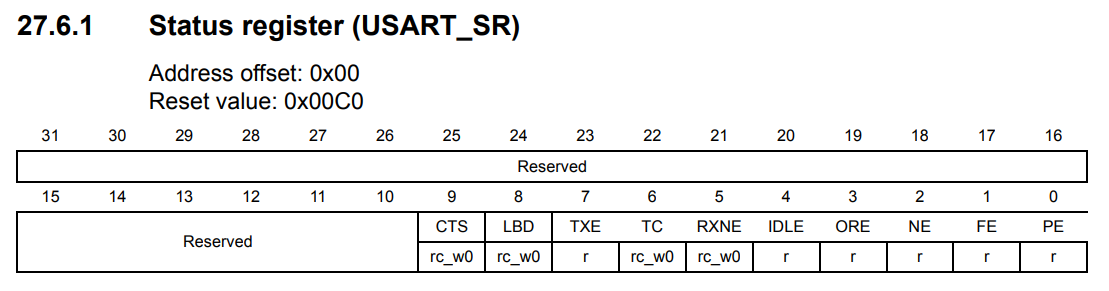 27.6.1 Status register (USART_SR)
Address offset: 0x00
Reset value: 0x00C0
31 30 29 28 27 26 25 24 23 22 21 20 19 18 17 16
Reserved
15 14 13 12 11 10 9 8 7 6 5 4 3 2 1 0
Reserved CTS LBD TXE TC RXNE IDLE ORE NE FE PE
rc_w0 rc_w0 r rc_w0 rc_w0 r r r r r